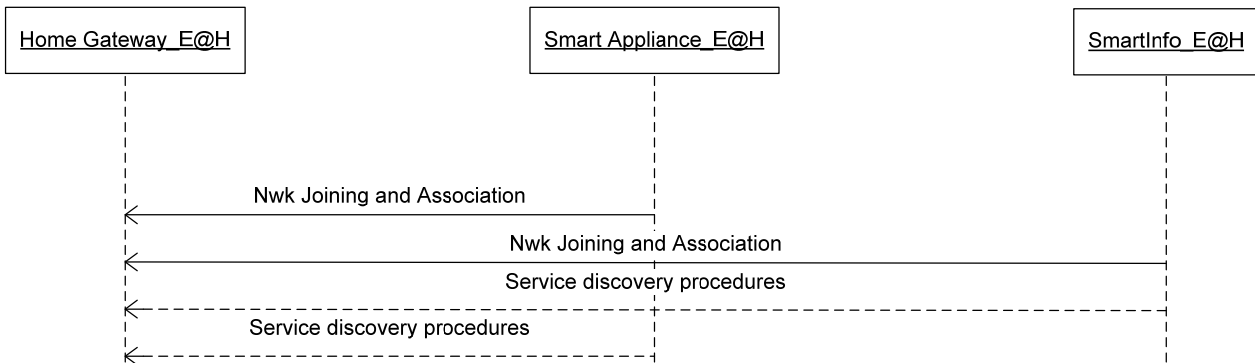 Home Gateway_E@H
Smart Appliance_E@H
SmartInfo_E@H
Nwk Joining and Association
Nwk Joining and Association
Service discovery procedures
Service discovery procedures